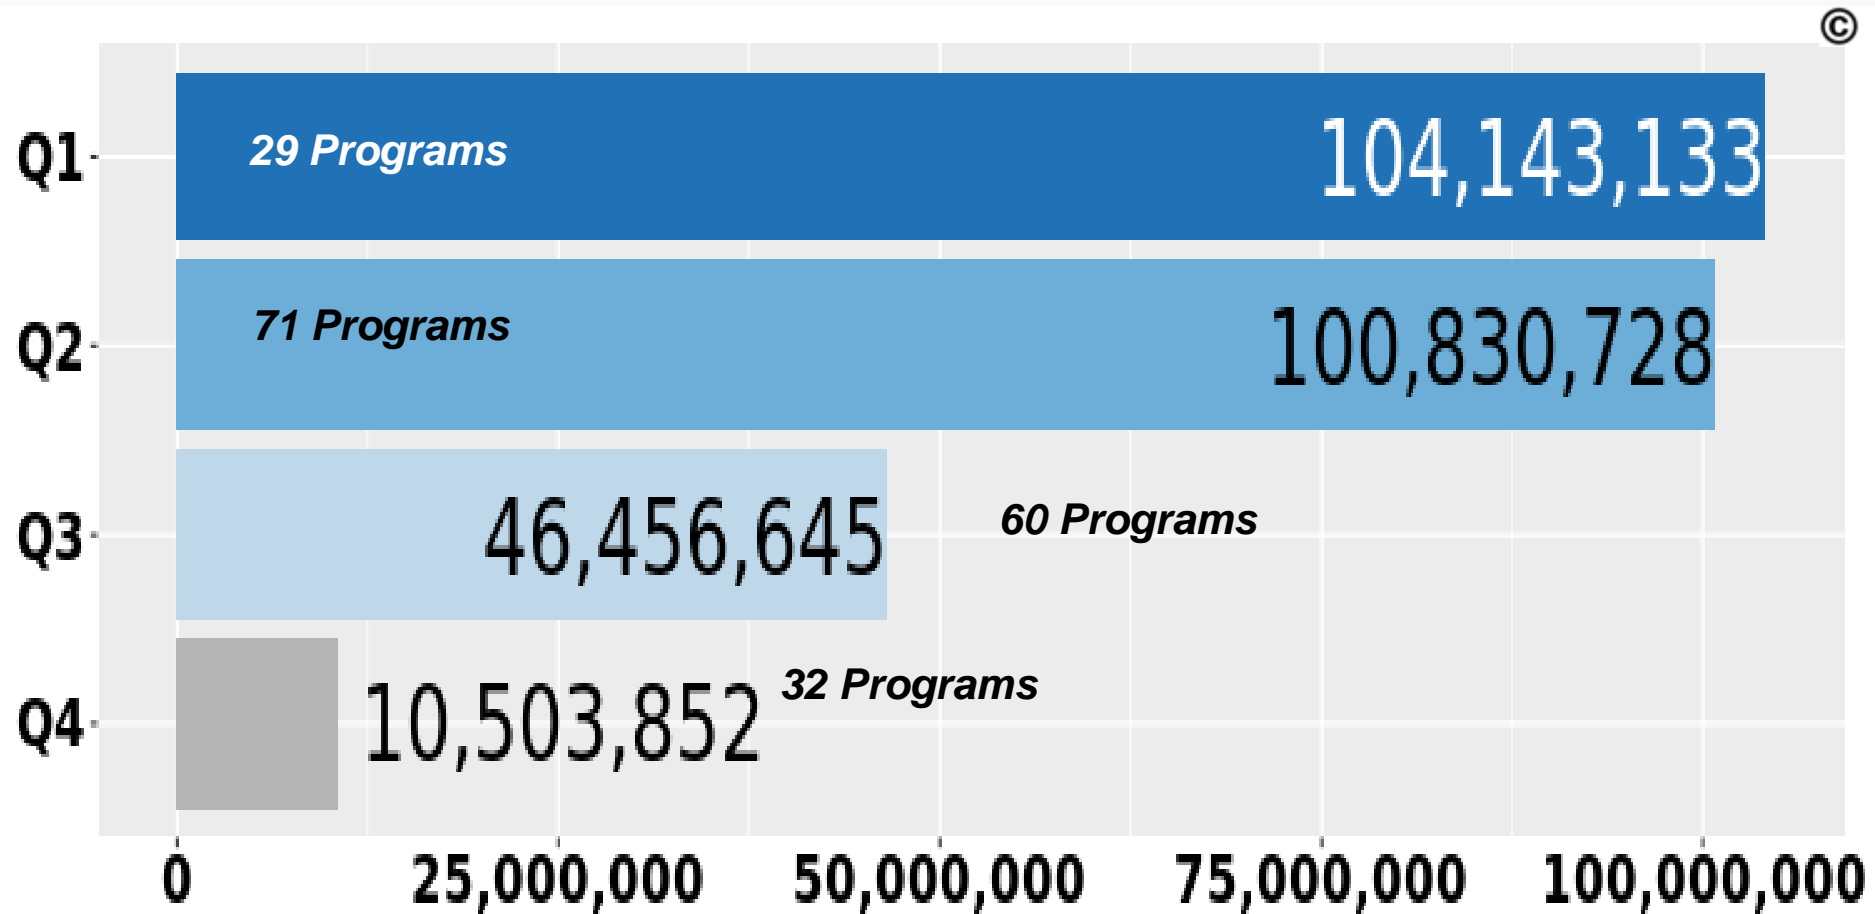 ©
Q1
29 Programs
104,143,133
Q2
71 Programs
100,830,728
Q3
46,456,645
60 Programs
Q4
10,503,852
32 Programs
0 25,000,000 50,000,000 75,000,000 100,000,000